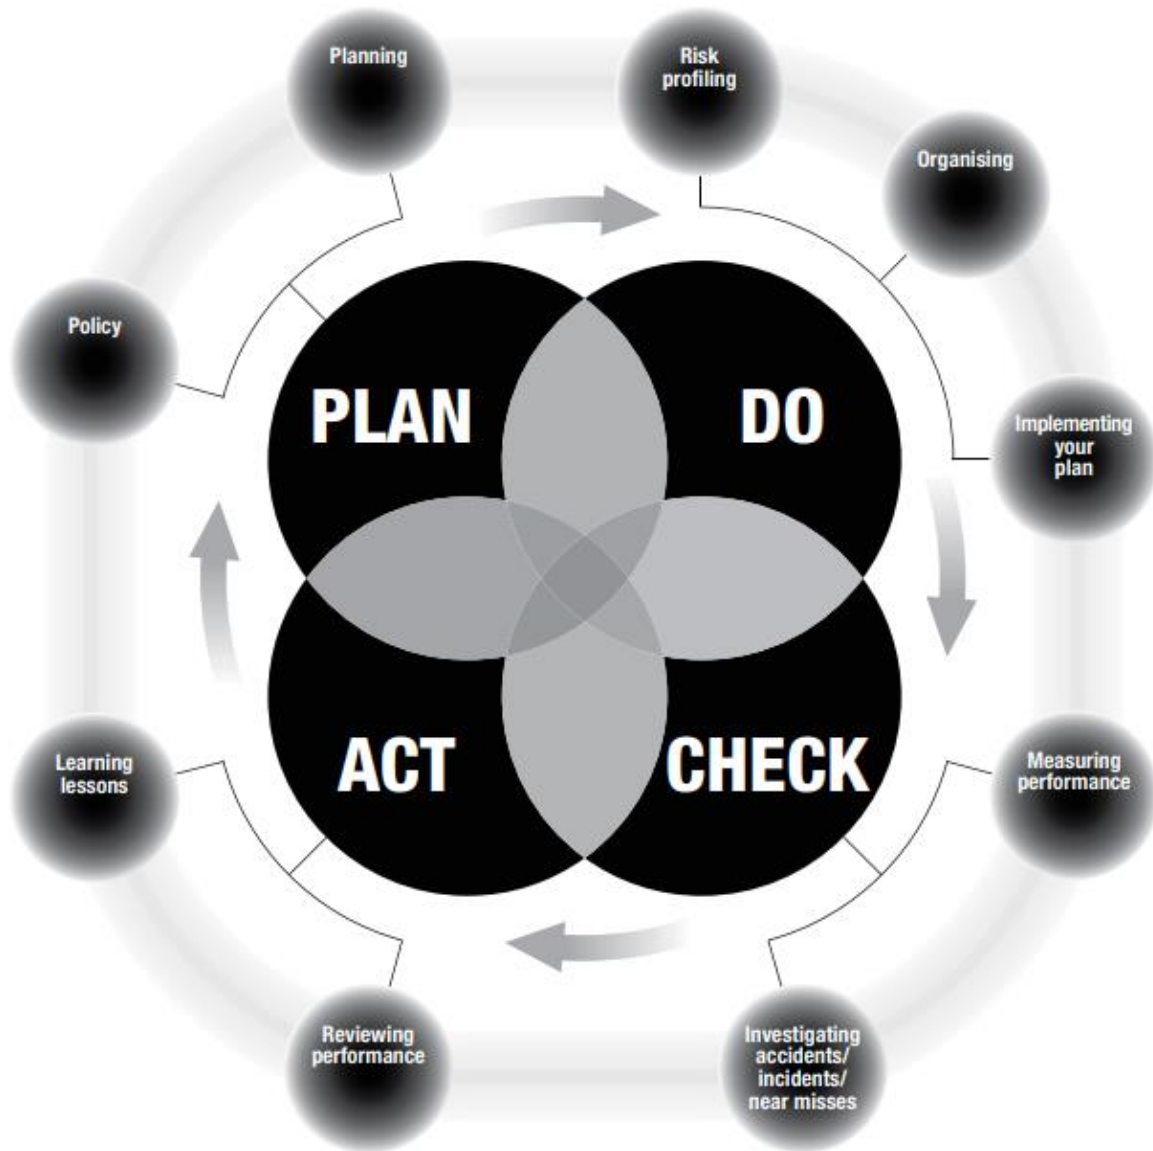 Planning
Risk
profiling
Organising
Policy
PLAN
DO
Implementing
your
plan
Learning
lessons
ACT
CHECK
Measuring
performance
Reviewing
performance
Investigating
accidents/
incidents/
near misses